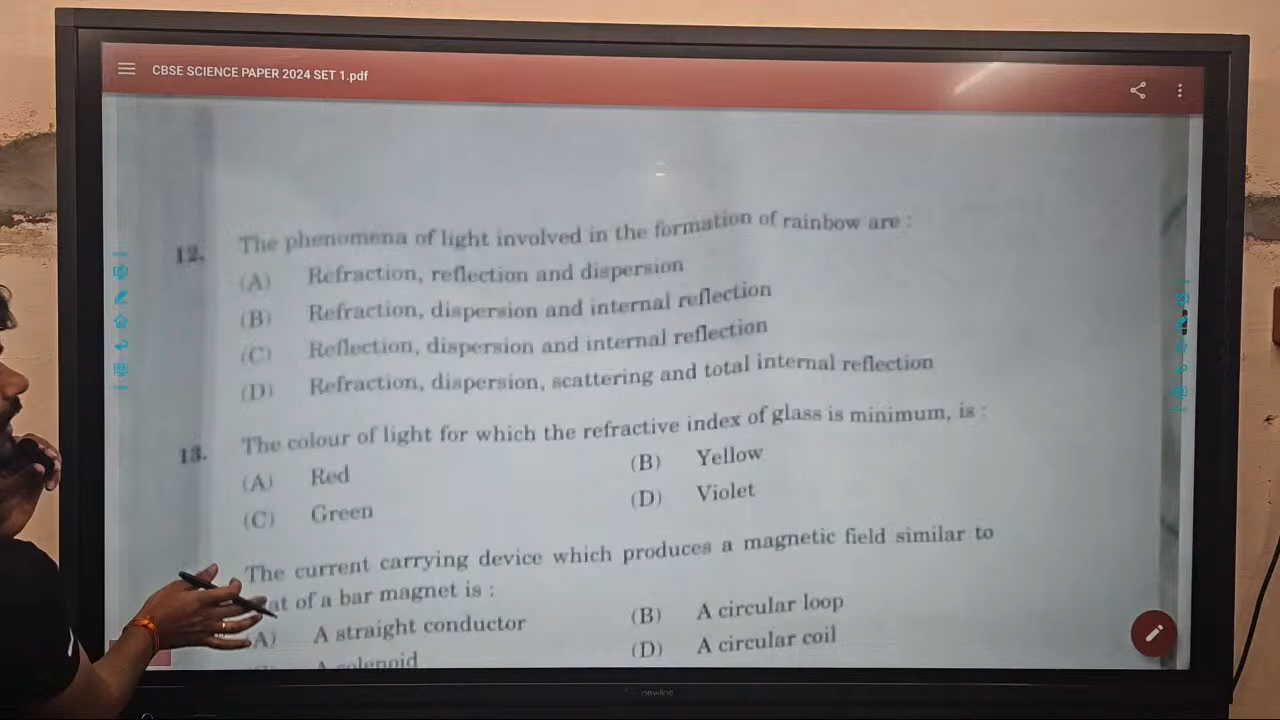 CBSE SCIENCE PAPER 2024 SET 1.pdf
12. The phenomena of light involved in the formation of rainbow are :
(A) Refraction, reflection and dispersion
(B) Refraction, dispersion and internal reflection
(C) Reflection, dispersion and internal reflection
(D) Refraction, dispersion, scattering and total internal reflection
13. The colour of light for which the refractive index of glass is minimum, is :
(A) Red (B) Yellow
(C) Green (D) Violet
The current carrying device which produces a magnetic field similar to
of a bar magnet is :
A) A straight conductor (B) A circular loop
A solenoid (D) A circular coil
newline